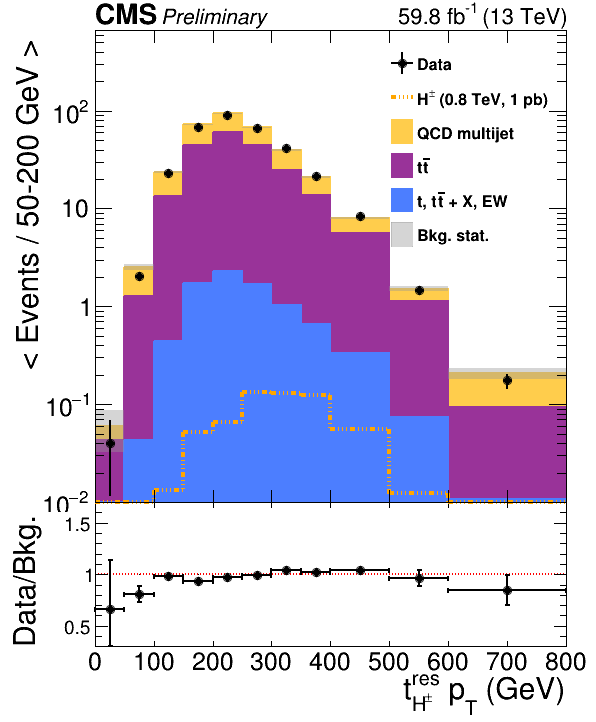 CMS Preliminary 59.8 fb⁻¹ (13 TeV)
< Events / 50-200 GeV >
10²
10
1
10⁻¹
10⁻²
Data
H± (0.8 TeV, 1 pb)
QCD multijet
tt̄
t, tt̄ + X, EW
Bkg. stat.
Data/Bkg.
1.5
1
0.5
0 100 200 300 400 500 600 700 800
t^res_H± p_T (GeV)